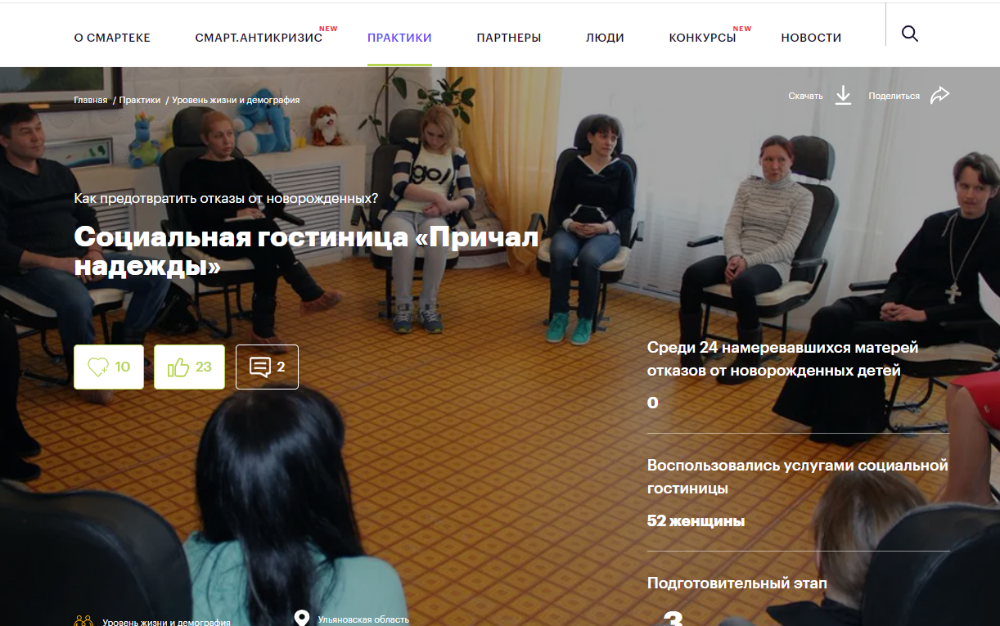 О СМАРТЕКЕ СМАРТ.АНТИКРИЗИС NEW ПРАКТИКИ ПАРТНЕРЫ ЛЮДИ КОНКУРСЫ NEW НОВОСТИ
Главная / Практики / Уровень жизни и демография
Скачать Поделиться
go/
Как предотвратить отказы от новорожденных?
Социальная гостиница «Причал
надежды»
10 23 2
Среди 24 намеревавшихся матерей
отказов от новорожденных детей
0
Воспользовались услугами социальной
гостиницы
52 женщины
Подготовительный этап
3
Уровень жизни и демография
Ульяновская область